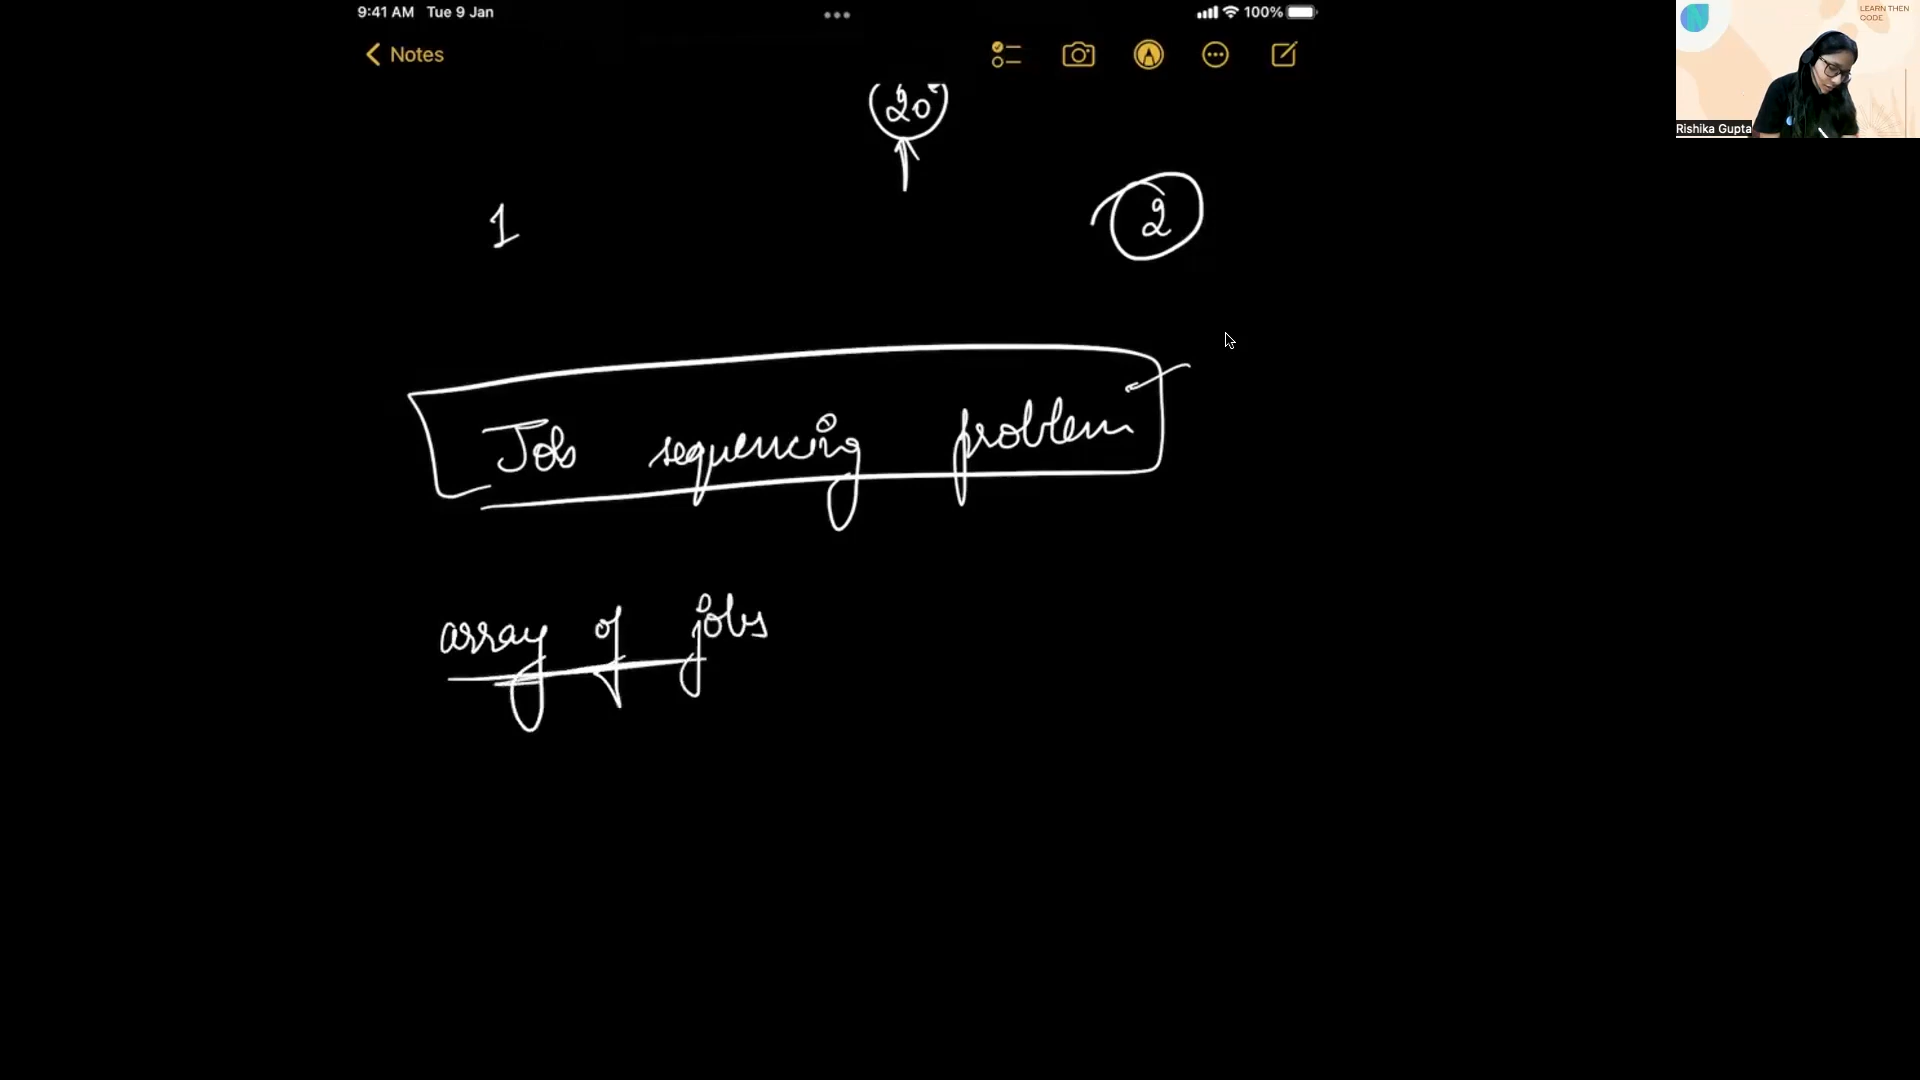 9:41 AM Tue 9 Jan
100%
Notes
20
1
2
Job sequencing problem
array of jobs
LEARN THEN
CODE
Rishika Gupta